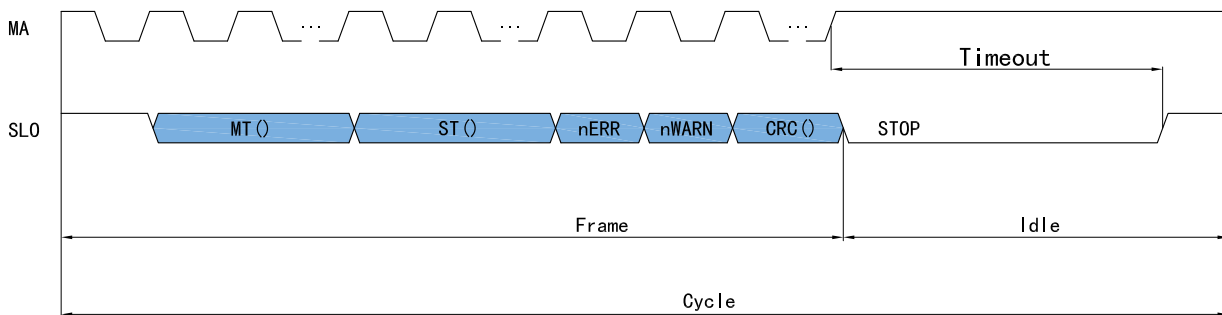 MA ... ... ...
Timeout
SLO MT() ST() nERR nWARN CRC() STOP
Frame Idle
Cycle